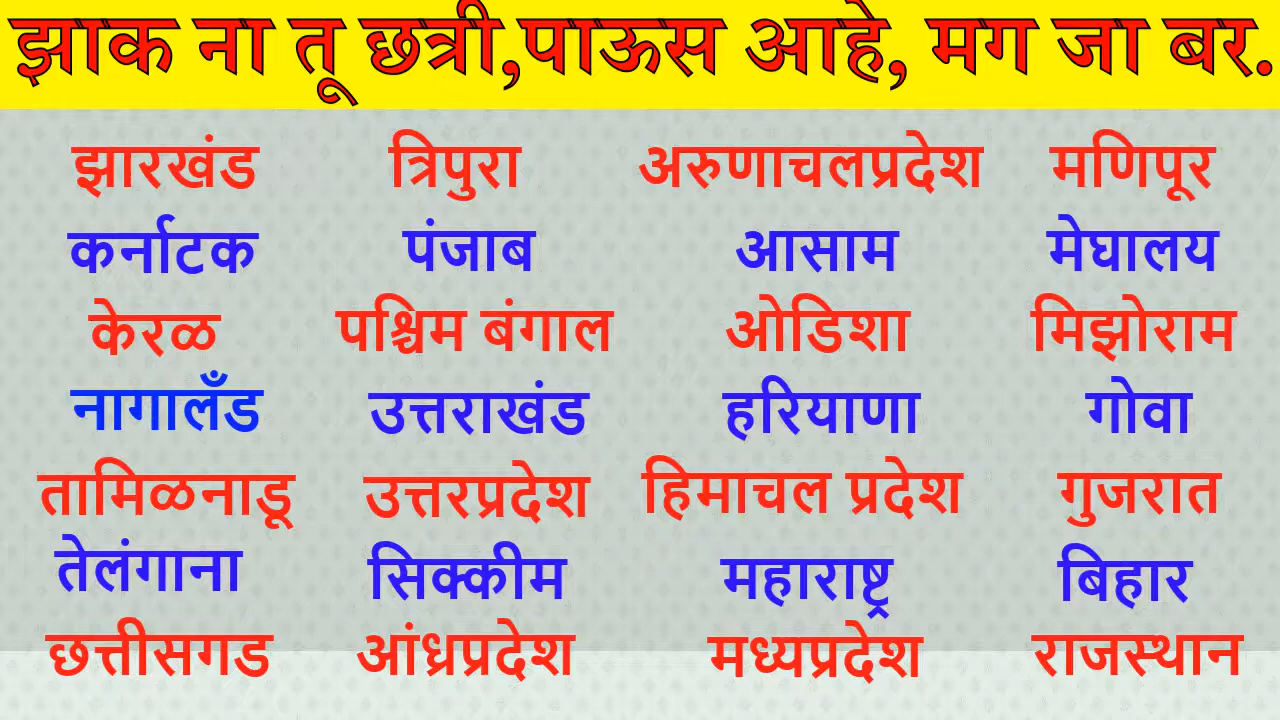 झाक ना तू छत्री,पाऊस आहे, मग जा बर.
झारखंड त्रिपुरा अरुणाचलप्रदेश मणिपूर
कर्नाटक पंजाब आसाम मेघालय
केरळ पश्चिम बंगाल ओडिशा मिझोराम
नागालँड उत्तराखंड हरियाणा गोवा
तामिळनाडू उत्तरप्रदेश हिमाचल प्रदेश गुजरात
तेलंगाना सिक्कीम महाराष्ट्र बिहार
छत्तीसगड आंध्रप्रदेश मध्यप्रदेश राजस्थान